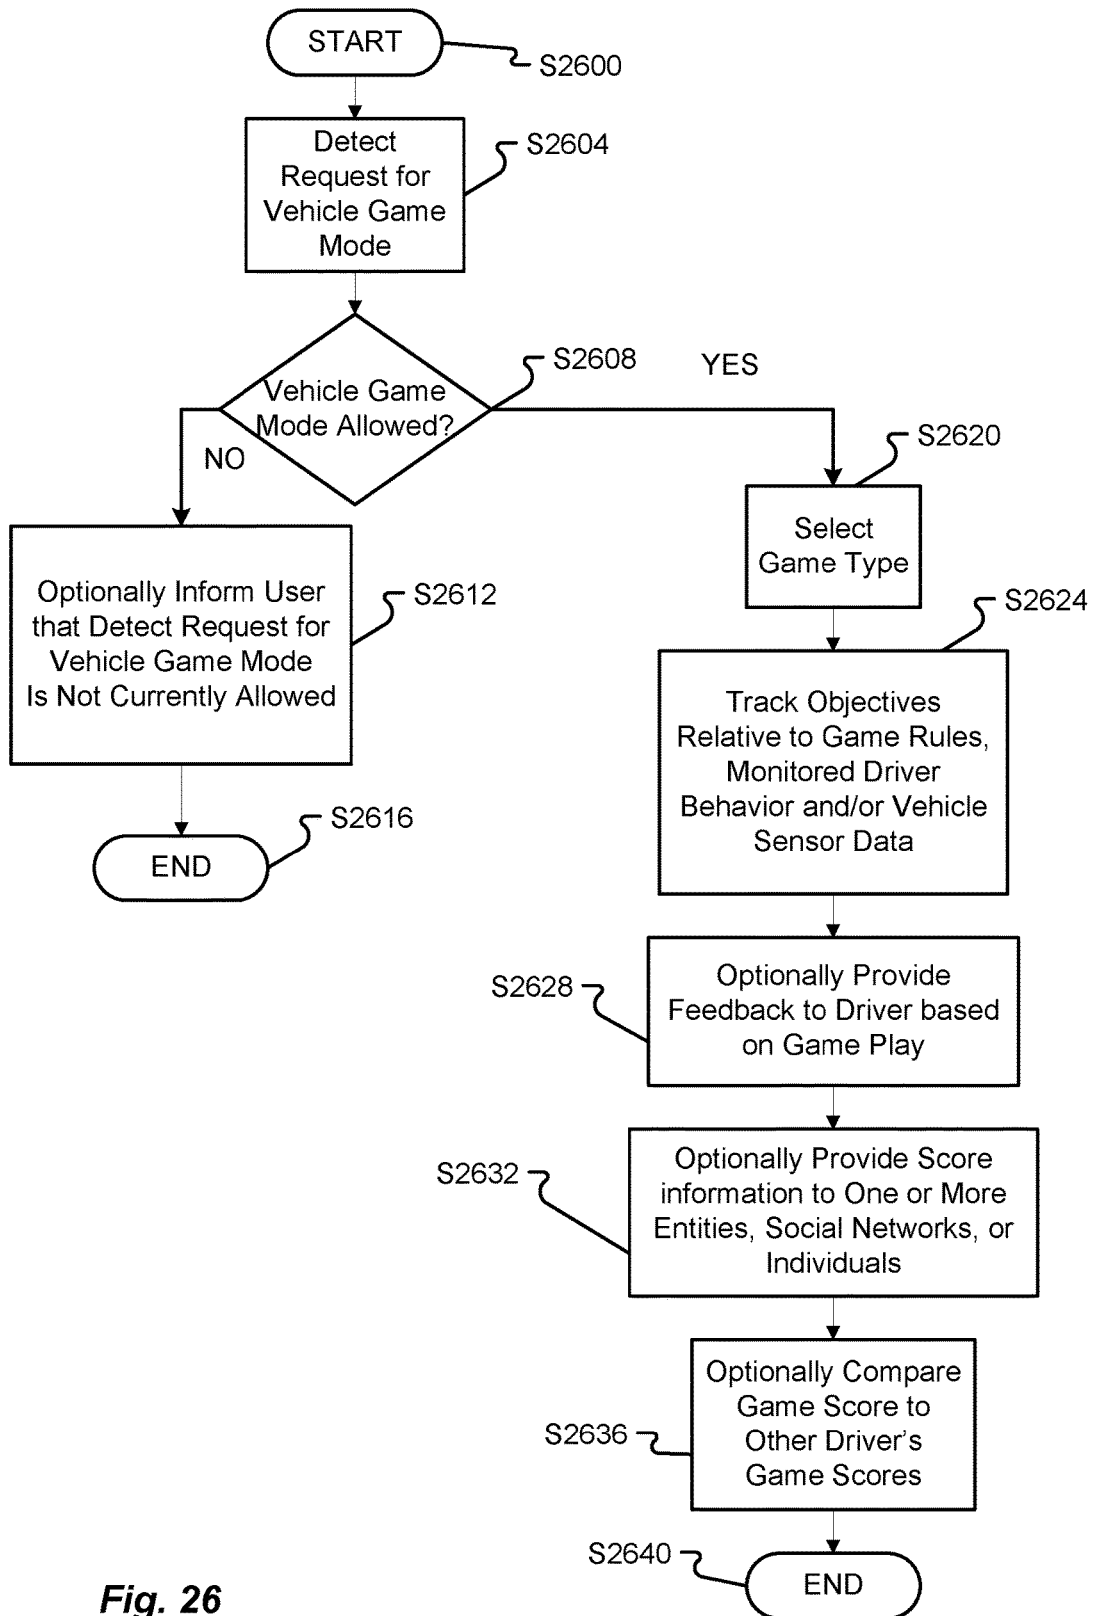 START
S2600
Detect
Request for
Vehicle Game
Mode
S2604
Vehicle Game
Mode Allowed?
S2608
YES
NO
Optionally Inform User
that Detect Request for
Vehicle Game Mode
Is Not Currently Allowed
S2612
END
S2616
S2620
Select
Game Type
S2624
Track Objectives
Relative to Game Rules,
Monitored Driver
Behavior and/or Vehicle
Sensor Data
S2628
Optionally Provide
Feedback to Driver based
on Game Play
S2632
Optionally Provide Score
information to One or More
Entities, Social Networks, or
Individuals
S2636
Optionally Compare
Game Score to
Other Driver's
Game Scores
S2640
END
Fig. 26